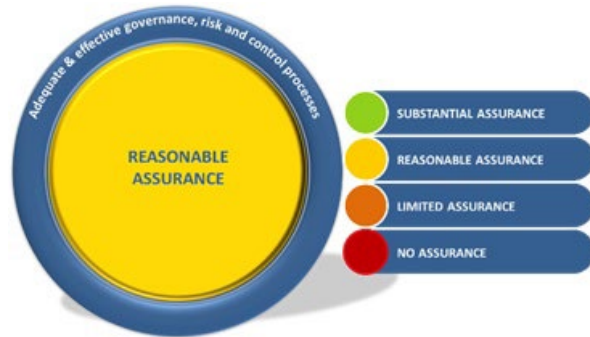 Adequate & effective governance, risk and control processes
REASONABLE
ASSURANCE
SUBSTANTIAL ASSURANCE
REASONABLE ASSURANCE
LIMITED ASSURANCE
NO ASSURANCE